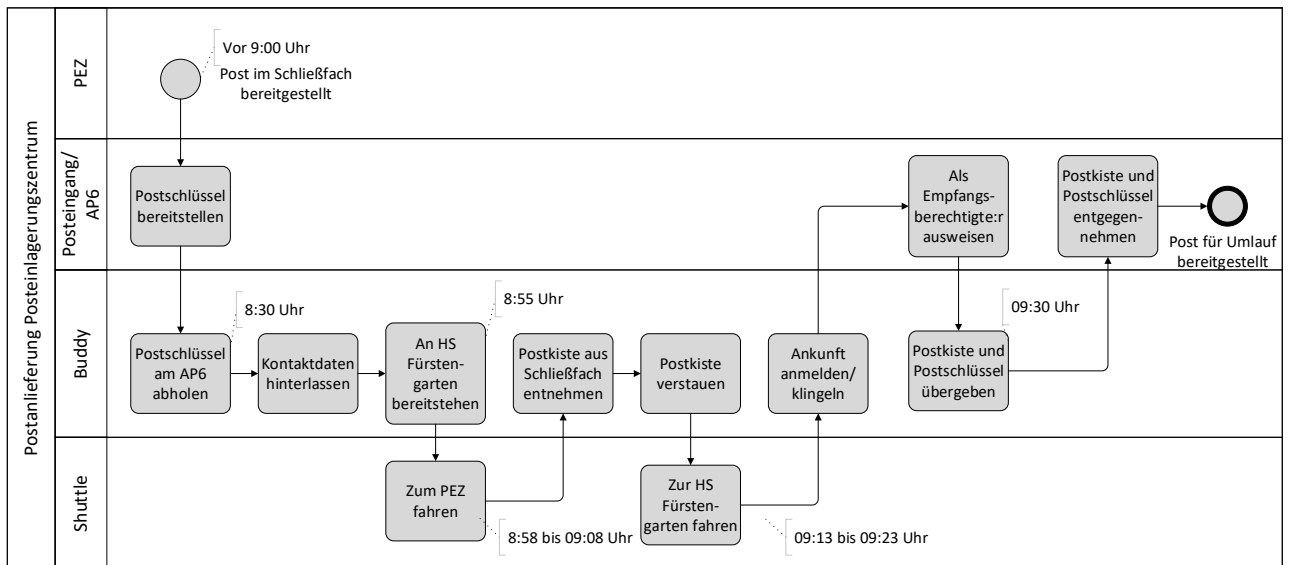 Postanlieferung Posteinlagerungszentrum
PEZ
Vor 9:00 Uhr
Post im Schließfach
bereitgestellt
Posteingang/
AP6
Postschlüssel
bereitstellen
Als
Empfangs-
berechtigte:r
ausweisen
Postkiste und
Postschlüssel
entgegen-
nehmen
Post für Umlauf
bereitgestellt
Buddy
8:30 Uhr
Postschlüssel
am AP6
abholen
Kontaktdaten
hinterlassen
8:55 Uhr
An HS
Fürsten-
garten
bereitstehen
Postkiste aus
Schließfach
entnehmen
Postkiste
verstauen
Ankunft
anmelden/
klingeln
09:30 Uhr
Postkiste und
Postschlüssel
übergeben
Shuttle
Zum PEZ
fahren
8:58 bis 09:08 Uhr
Zur HS
Fürsten-
garten fahren
09:13 bis 09:23 Uhr